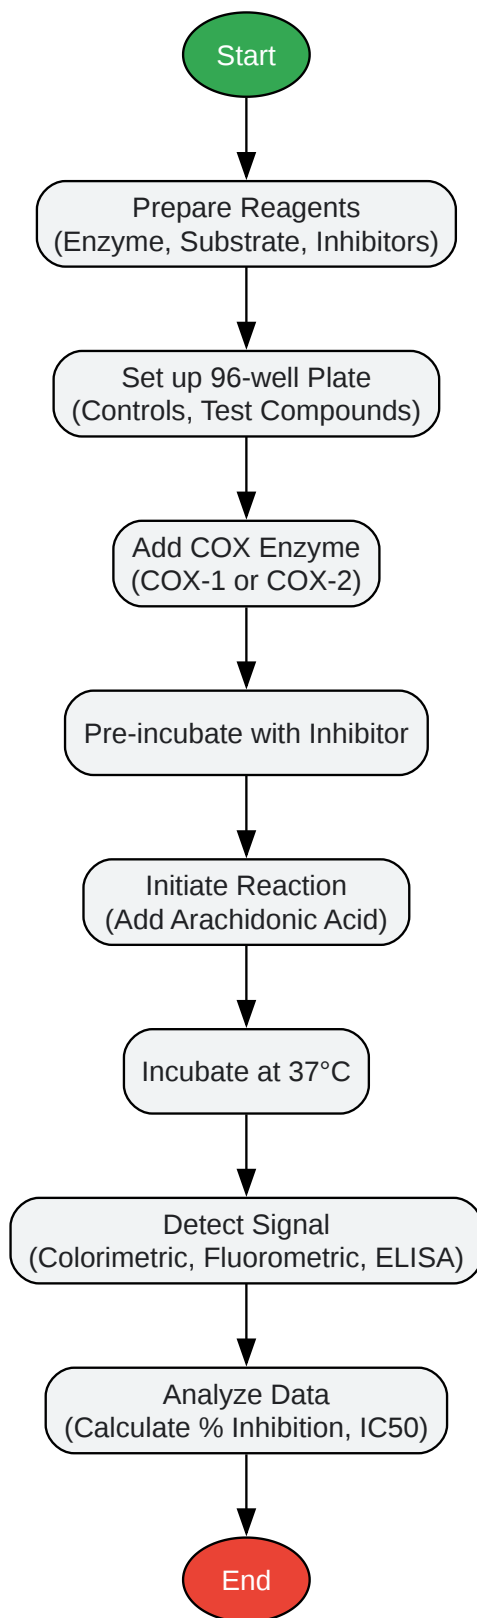 Start
Prepare Reagents
(Enzyme, Substrate, Inhibitors)
Set up 96-well Plate
(Controls, Test Compounds)
Add COX Enzyme
(COX-1 or COX-2)
Pre-incubate with Inhibitor
Initiate Reaction
(Add Arachidonic Acid)
Incubate at 37°C
Detect Signal
(Colorimetric, Fluorometric, ELISA)
Analyze Data
(Calculate % Inhibition, IC50)
End